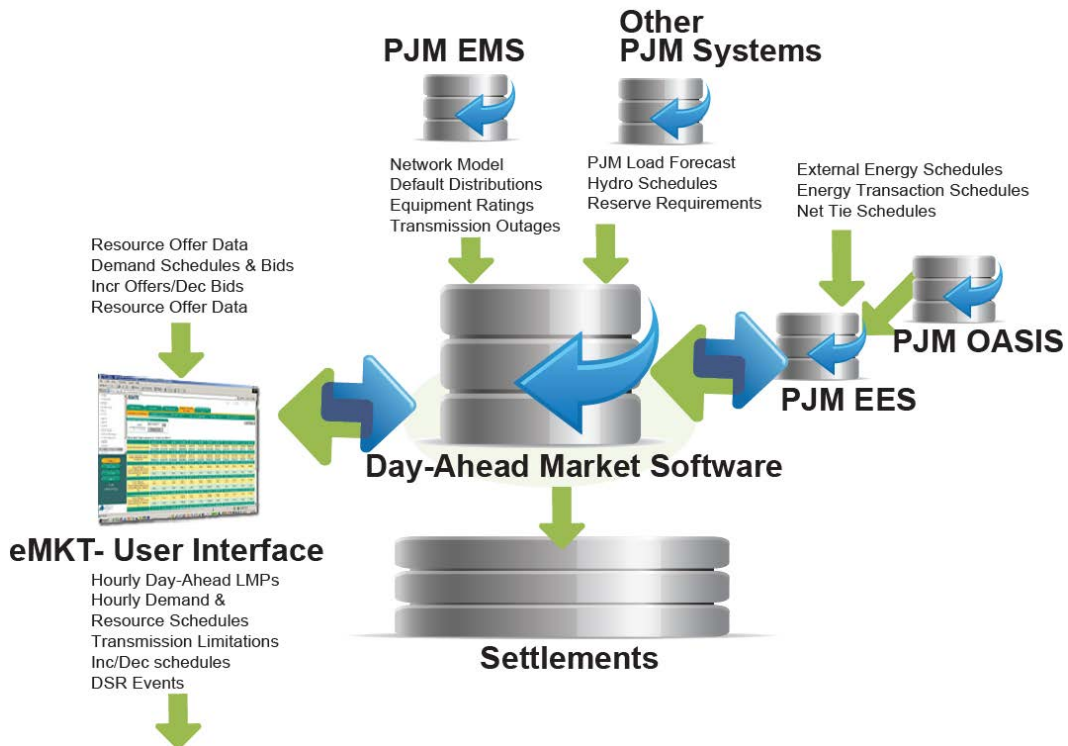 PJM EMS
Other
PJM Systems
Network Model
Default Distributions
Equipment Ratings
Transmission Outages
PJM Load Forecast
Hydro Schedules
Reserve Requirements
External Energy Schedules
Energy Transaction Schedules
Net Tie Schedules
Resource Offer Data
Demand Schedules & Bids
Incr Offers/Dec Bids
Resource Offer Data
PJM OASIS
PJM EES
Day-Ahead Market Software
eMKT- User Interface
Hourly Day-Ahead LMPs
Hourly Demand &
Resource Schedules
Transmission Limitations
Inc/Dec schedules
DSR Events
Settlements